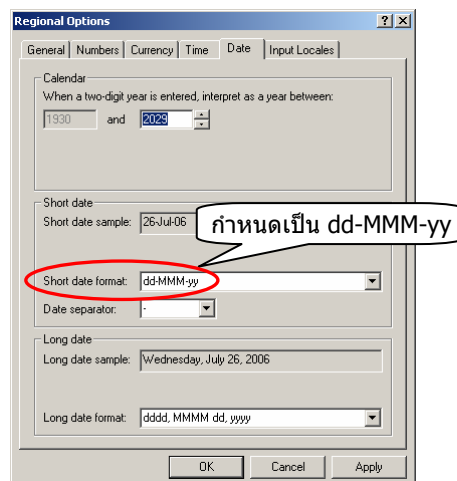 Regional Options
General Numbers Currency Time Date Input Locales
Calendar
When a two-digit year is entered, interpret as a year between:
1930 and 2029
Short date
Short date sample: 26-Jul-06
กำหนดเป็น dd-MMM-yy
Short date format: dd-MMM-yy
Date separator: -
Long date
Long date sample: Wednesday, July 26, 2006
Long date format: dddd, MMMM dd, yyyy
OK Cancel Apply